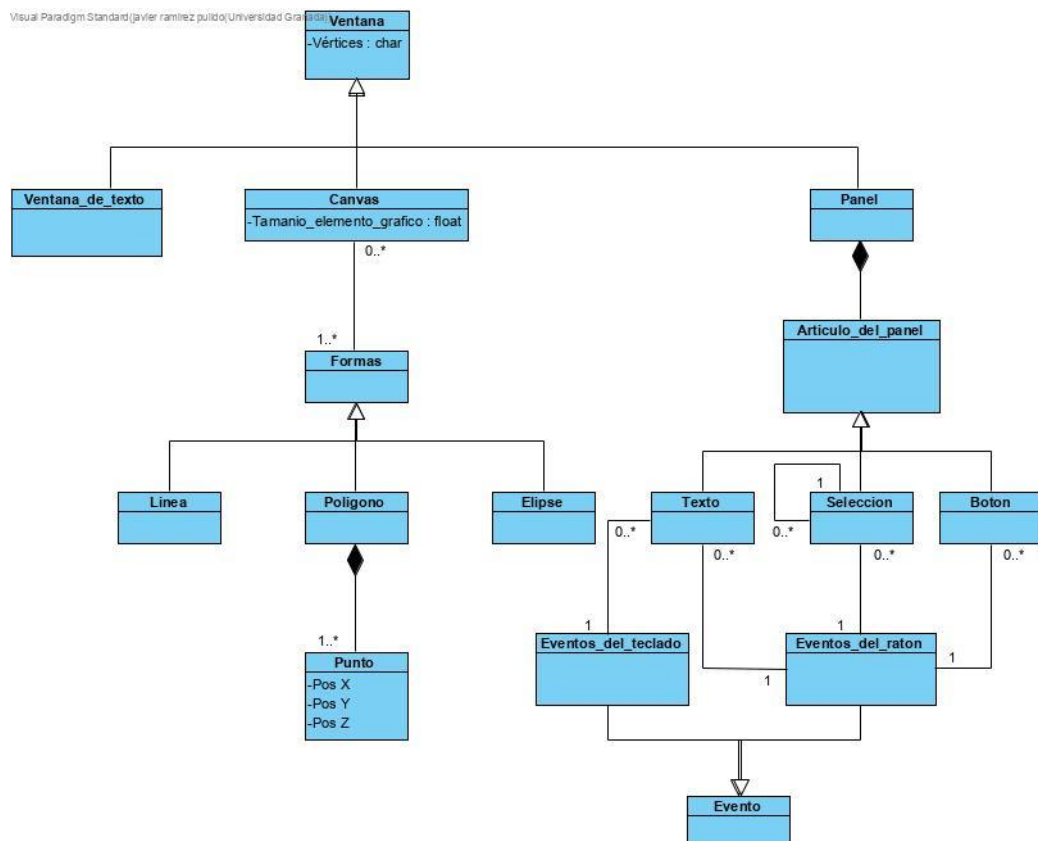 Visual Paradigm Standard(javier ramirez pulido(Universidad Granada))
Ventana
-Vértices : char
Ventana_de_texto
Canvas
-Tamanio_elemento_grafico : float
Panel
0..*
Articulo_del_panel
1..*
Formas
Linea
Poligono
Elipse
Texto
1
Seleccion
Boton
0..*
0..*
0..*
0..*
0..*
1..*
1
1
Eventos_del_teclado
Eventos_del_raton
1
1
Punto
-Pos X
-Pos Y
-Pos Z
Evento